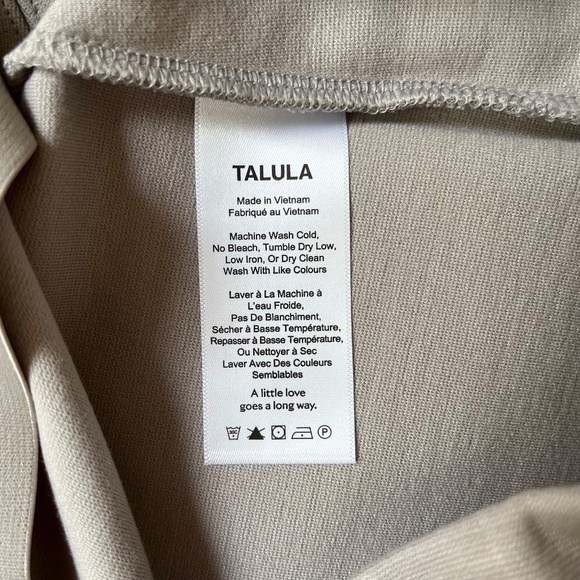 TALULA
Made in Vietnam
Fabriqué au Vietnam
Machine Wash Cold,
No Bleach, Tumble Dry Low,
Low Iron, Or Dry Clean
Wash With Like Colours
Laver à La Machine à
L'eau Froide,
Pas De Blanchiment,
Sécher à Basse Température,
Repasser à Basse Température,
Ou Nettoyer à Sec
Laver Avec Des Couleurs
Semblables
A little love
goes a long way.
30C P